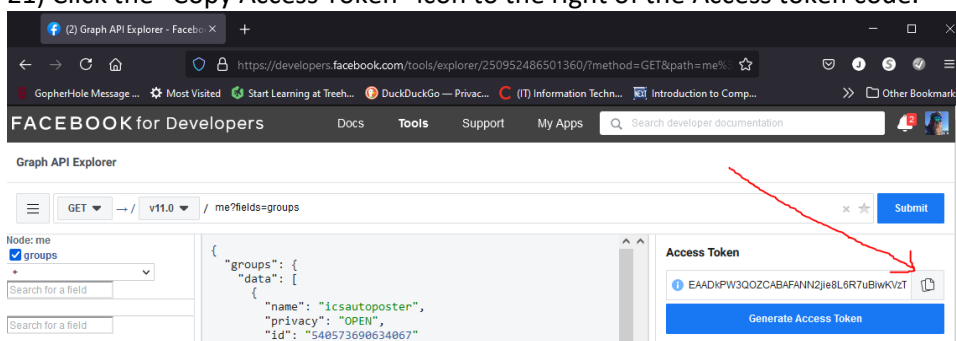 21) Click the "Copy Access Token" icon to the right of the Access token code.
(2) Graph API Explorer - Facebo
https://developers.facebook.com/tools/explorer/250952486501360/?method=GET&path=me%
GopherHole Message ... Most Visited Start Learning at Treeh... DuckDuckGo — Privac... (IT) Information Techn... Introduction to Comp... Other Bookmark
FACEBOOK for Developers Docs Tools Support My Apps Search developer documentation 2
Graph API Explorer
GET → / v11.0 / me?fields=groups Submit
Node: me
groups
*
Search for a field
Search for a field
{
"groups": {
"data": [
{
"name": "icsautoposter",
"privacy": "OPEN",
"id": "540573690634067"
Access Token
EAADkPW3QOZCABAFANN2jie8L6R7uBiwKVzT
Generate Access Token